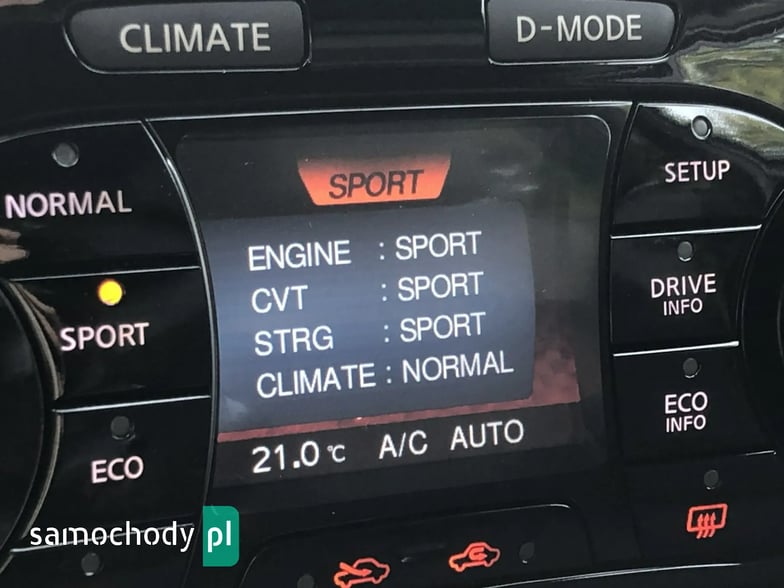 CLIMATE
D-MODE
NORMAL
SPORT
ECO
SPORT
ENGINE : SPORT
CVT : SPORT
STRG : SPORT
CLIMATE : NORMAL
21.0 °C A/C AUTO
SETUP
DRIVE
INFO
ECO
INFO
samochody pl